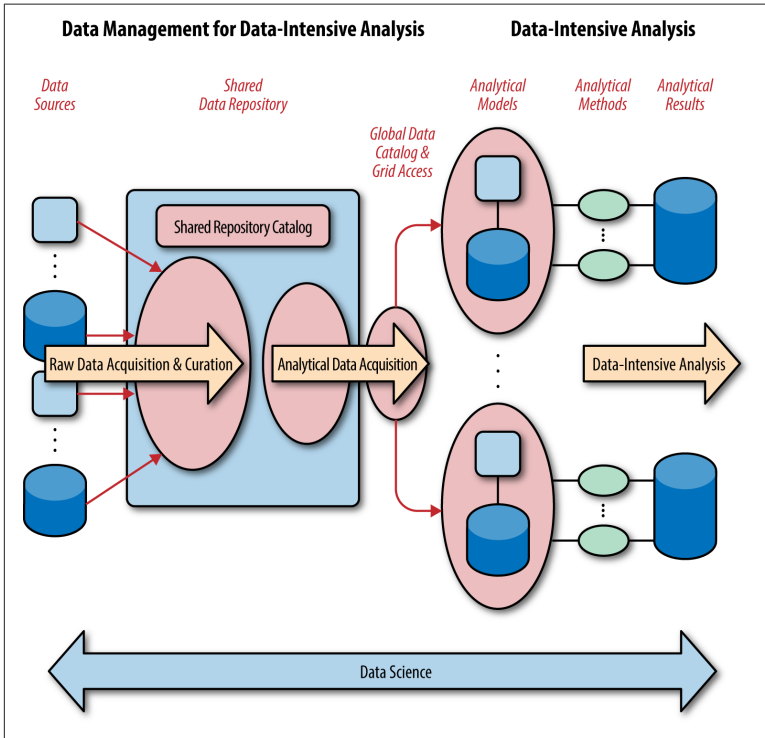 Data Management for Data-Intensive Analysis
Data-Intensive Analysis
Data
Sources
Shared
Data Repository
Global Data
Catalog &
Grid Access
Analytical
Models
Analytical
Methods
Analytical
Results
Shared Repository Catalog
Raw Data Acquisition & Curation
Analytical Data Acquisition
Data-Intensive Analysis
Data Science